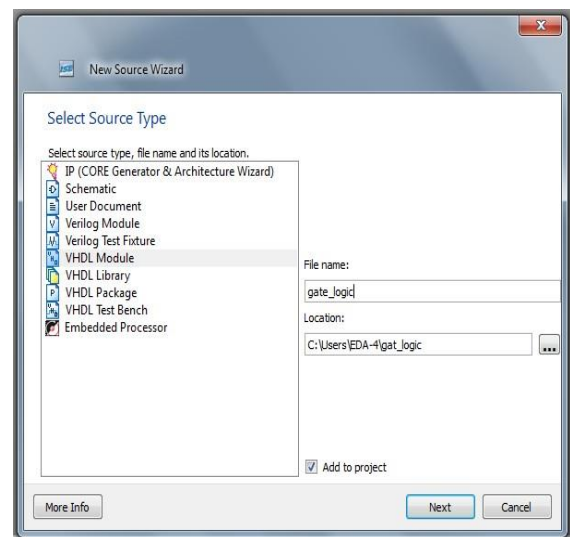 New Source Wizard
Select Source Type
Select source type, file name and its location.
IP (CORE Generator & Architecture Wizard)
Schematic
User Document
Verilog Module
Verilog Test Fixture
VHDL Module
VHDL Library
VHDL Package
VHDL Test Bench
Embedded Processor
File name:
gate_logic
Location:
C:\Users\EDA-4\gat_logic
...
Add to project
More Info
Next
Cancel